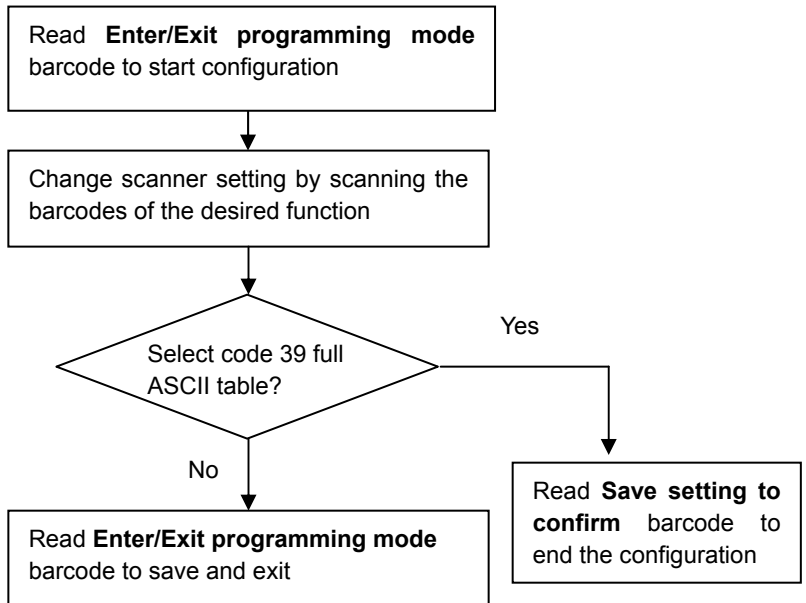 Read Enter/Exit programming mode
barcode to start configuration
Change scanner setting by scanning the
barcodes of the desired function
Select code 39 full
ASCII table?
Yes
No
Read Save setting to
confirm barcode to
end the configuration
Read Enter/Exit programming mode
barcode to save and exit